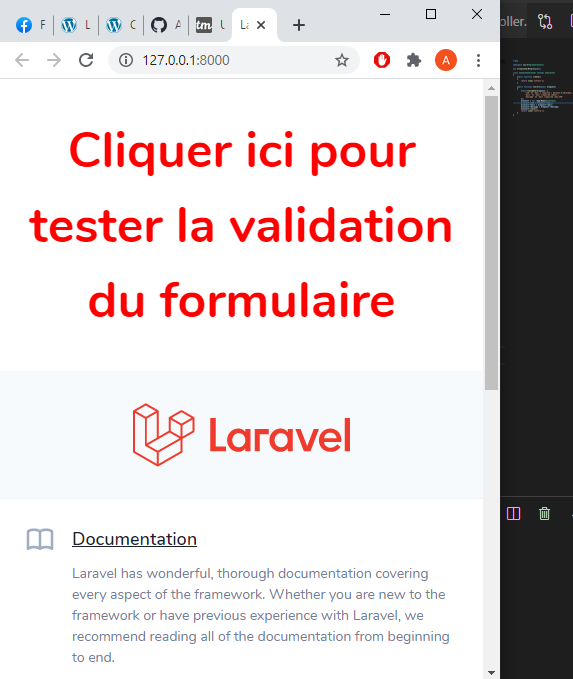 F
L
C
A
U
La
oller.
127.0.0.1:8000
A
Cliquer ici pour
tester la validation
du formulaire
Laravel
Documentation
Laravel has wonderful, thorough documentation covering
every aspect of the framework. Whether you are new to the
framework or have previous experience with Laravel, we
recommend reading all of the documentation from beginning
to end.